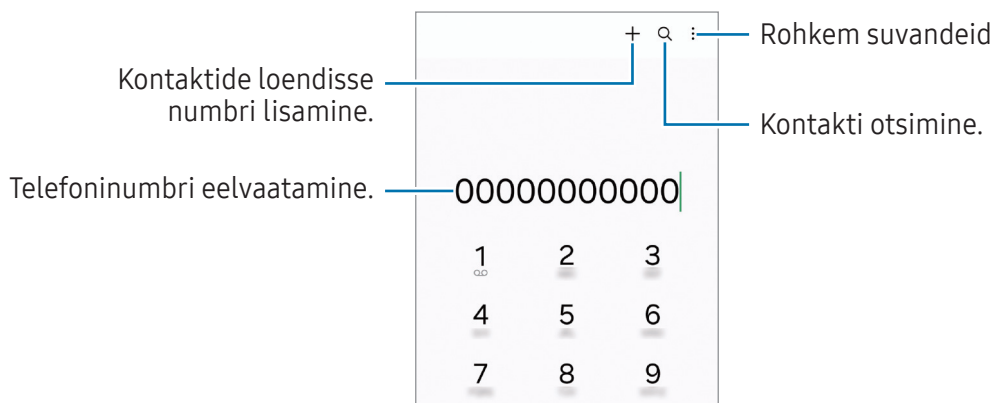 Rohkem suvandeid
Kontaktide loendisse
numbri lisamine.
Kontakti otsimine.
Telefoninumbri eelvaatamine.
00000000000
1 2 3
4 5 6
7 8 9